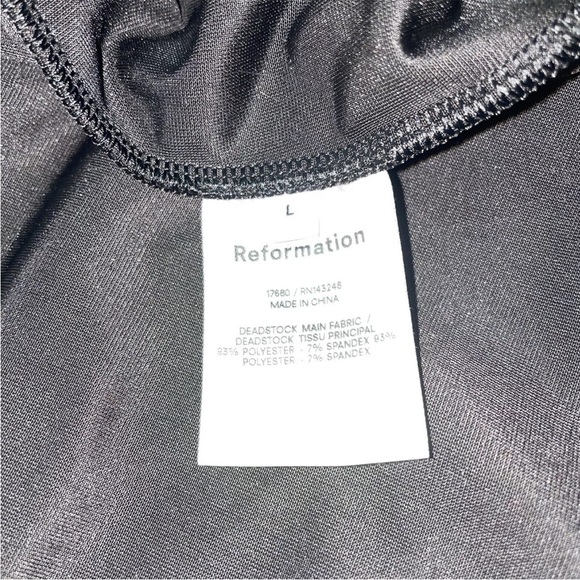 L
Reformation
17680 / RN143248
MADE IN CHINA
DEADSTOCK MAIN FABRIC /
DEADSTOCK TISSU PRINCIPAL
93% POLYESTER - 7% SPANDEX 93%
POLYESTER - 7% SPANDEX